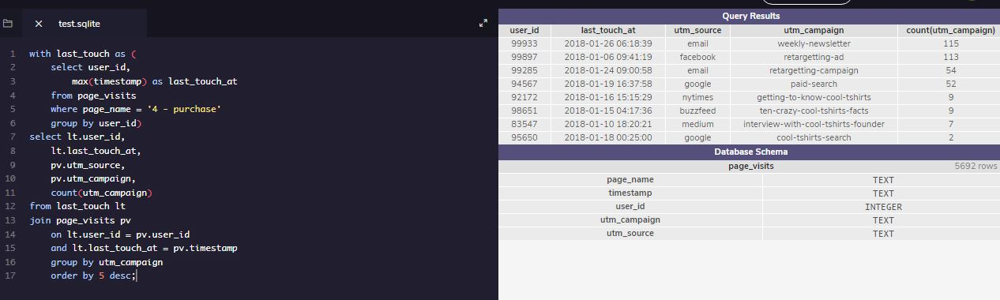 test.sqlite
1 with last_touch as (
2 select user_id,
3 max(timestamp) as last_touch_at
4 from page_visits
5 where page_name = '4 - purchase'
6 group by user_id)
7 select lt.user_id,
8 lt.last_touch_at,
9 pv.utm_source,
10 pv.utm_campaign,
11 count(utm_campaign)
12 from last_touch lt
13 join page_visits pv
14 on lt.user_id = pv.user_id
15 and lt.last_touch_at = pv.timestamp
16 group by utm_campaign
17 order by 5 desc;
Query Results
user_id last_touch_at utm_source utm_campaign count(utm_campaign)
99933 2018-01-26 06:18:39 email weekly-newsletter 115
99897 2018-01-06 09:41:19 facebook retargetting-ad 113
99285 2018-01-24 09:00:58 email retargetting-campaign 54
94567 2018-01-19 16:37:58 google paid-search 52
92172 2018-01-16 15:15:29 nytimes getting-to-know-cool-tshirts 9
98651 2018-01-15 04:17:36 buzzfeed ten-crazy-cool-tshirts-facts 9
83547 2018-01-10 18:20:21 medium interview-with-cool-tshirts-founder 7
95650 2018-01-18 00:25:00 google cool-tshirts-search 2
Database Schema
page_visits 5692 rows
page_name TEXT
timestamp TEXT
user_id INTEGER
utm_campaign TEXT
utm_source TEXT